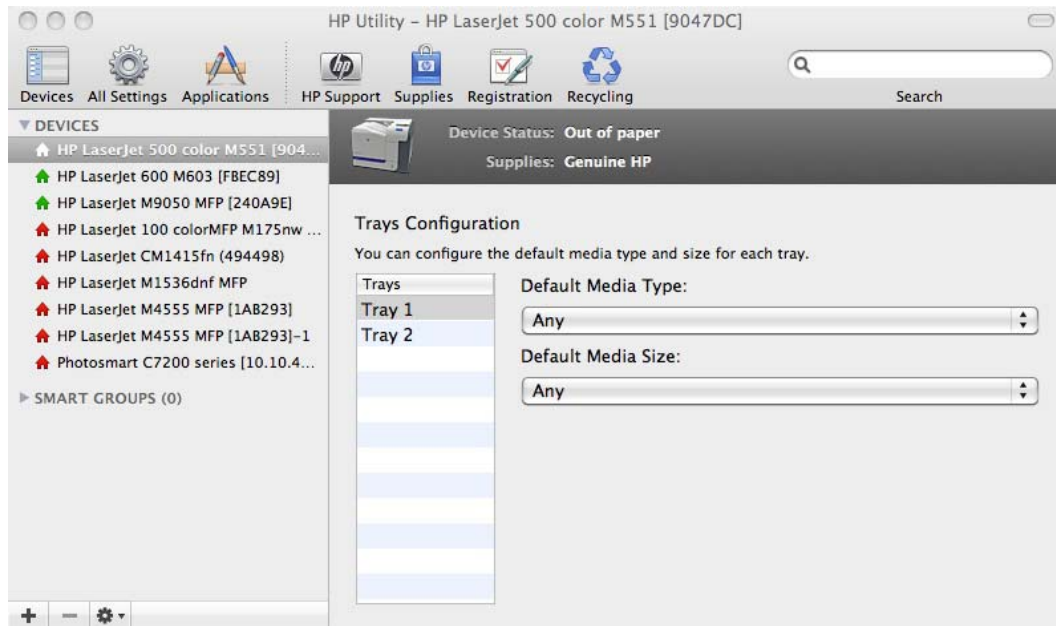 HP Utility – HP LaserJet 500 color M551 [9047DC]
Devices All Settings Applications HP Support Supplies Registration Recycling Search
DEVICES
HP LaserJet 500 color M551 [904...
HP LaserJet 600 M603 [FBEC89]
HP LaserJet M9050 MFP [240A9E]
HP LaserJet 100 colorMFP M175nw ...
HP LaserJet CM1415fn (494498)
HP LaserJet M1536dnf MFP
HP LaserJet M4555 MFP [1AB293]
HP LaserJet M4555 MFP [1AB293]-1
Photosmart C7200 series [10.10.4...
SMART GROUPS (0)
Device Status: Out of paper
Supplies: Genuine HP
Trays Configuration
You can configure the default media type and size for each tray.
Trays
Tray 1
Tray 2
Default Media Type:
Any
Default Media Size:
Any